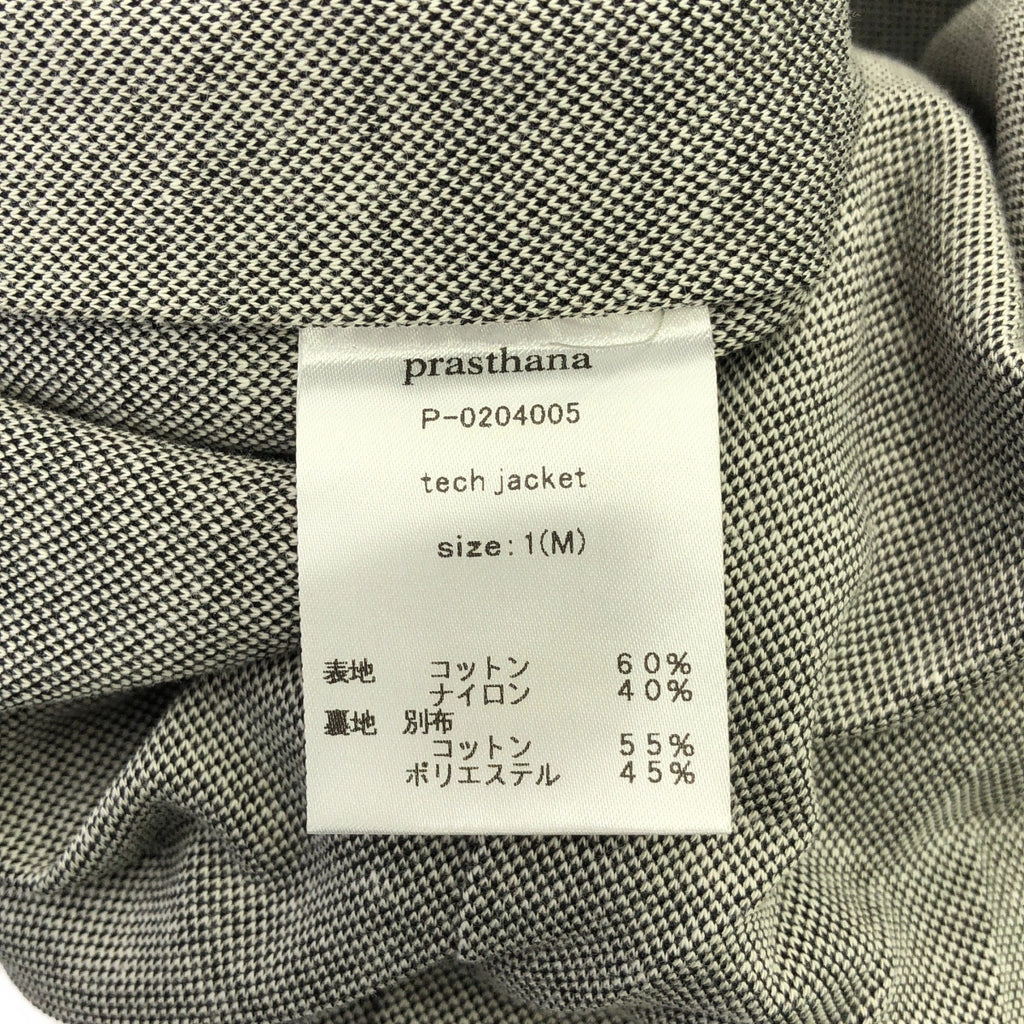 prasthana
P-0204005
tech jacket
size:1(M)
表地 コットン 60%
ナイロン 40%
裏地 別布
コットン 55%
ポリエステル 45%